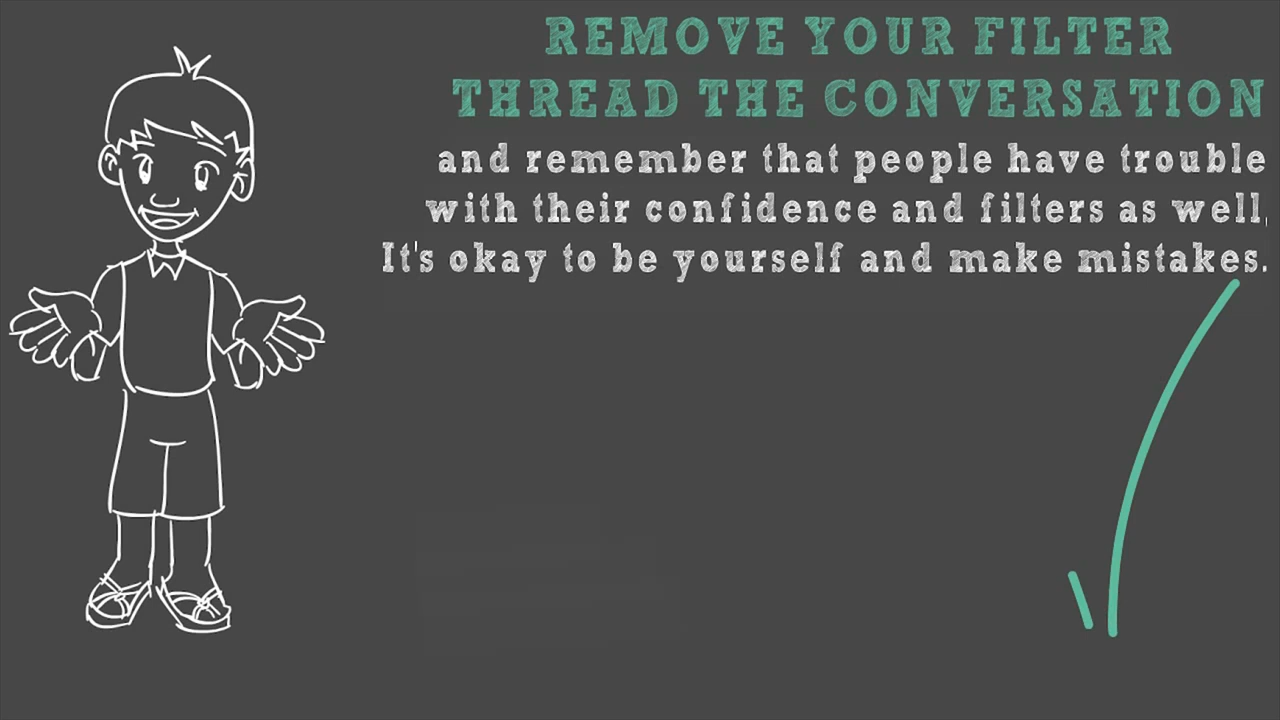 REMOVE YOUR FILTER
THREAD THE CONVERSATION
and remember that people have trouble
with their confidence and filters as well,
It's okay to be yourself and make mistakes.